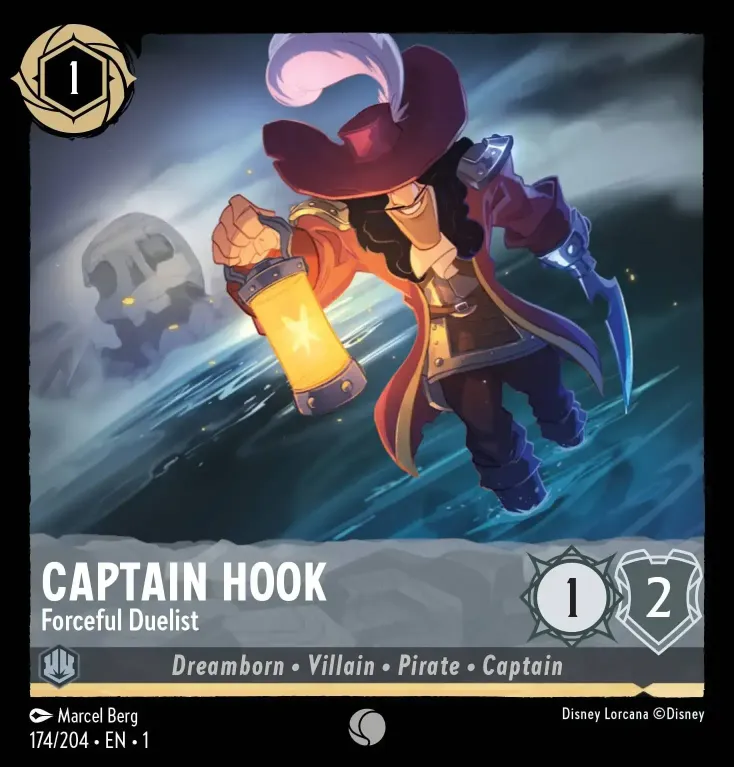 1
CAPTAIN HOOK
Forceful Duelist
1 2
Dreamborn • Villain • Pirate • Captain
Marcel Berg
Disney Lorcana ©Disney
174/204 • EN • 1